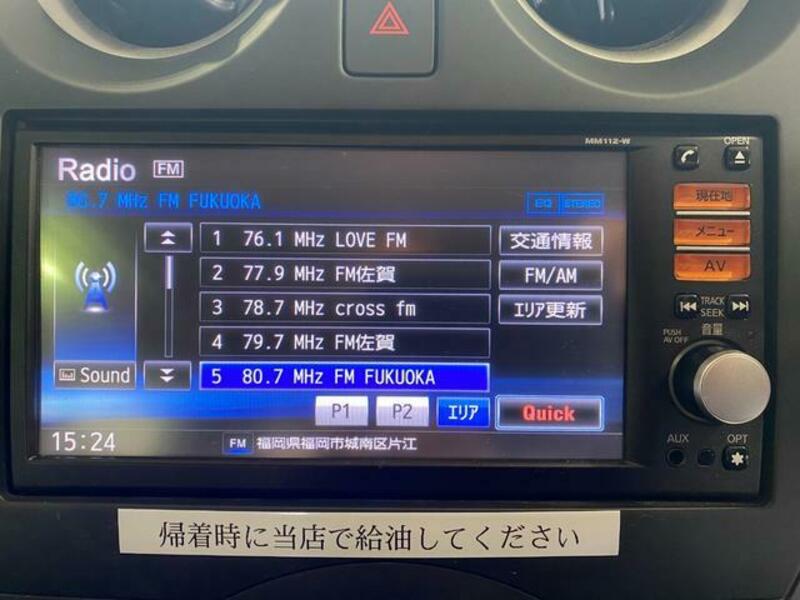 MM112-W
OPEN
Radio FM
80.7 MHz FM FUKUOKA
EQ STEREO
1 76.1 MHz LOVE FM
交通情報
2 77.9 MHz FM佐賀
FM/AM
3 78.7 MHz cross fm
エリア更新
4 79.7 MHz FM佐賀
Sound
5 80.7 MHz FM FUKUOKA
P1 P2 エリア Quick
15:24
FM 福岡県福岡市城南区片江
現在地
メニュー
AV
TRACK
SEEK
音量
PUSH
AV OFF
AUX
OPT
帰着時に当店で給油してください